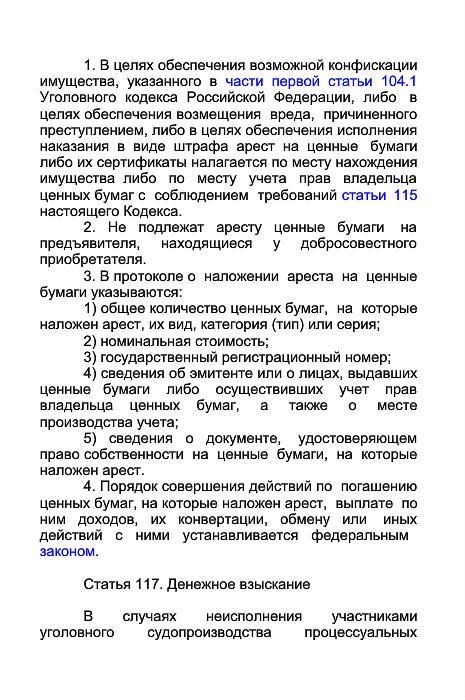 1. В целях обеспечения возможной конфискации
имущества, указанного в части первой статьи 104.1
Уголовного кодекса Российской Федерации, либо в
целях обеспечения возмещения вреда, причиненного
преступлением, либо в целях обеспечения исполнения
наказания в виде штрафа арест на ценные бумаги
либо их сертификаты налагается по месту нахождения
имущества либо по месту учета прав владельца
ценных бумаг с соблюдением требований статьи 115
настоящего Кодекса.
2. Не подлежат аресту ценные бумаги на
предъявителя, находящиеся у добросовестного
приобретателя.
3. В протоколе о наложении ареста на ценные
бумаги указываются:
1) общее количество ценных бумаг, на которые
наложен арест, их вид, категория (тип) или серия;
2) номинальная стоимость;
3) государственный регистрационный номер;
4) сведения об эмитенте или о лицах, выдавших
ценные бумаги либо осуществивших учет прав
владельца ценных бумаг, а также о месте
производства учета;
5) сведения о документе, удостоверяющем
право собственности на ценные бумаги, на которые
наложен арест.
4. Порядок совершения действий по погашению
ценных бумаг, на которые наложен арест, выплате по
ним доходов, их конвертации, обмену или иных
действий с ними устанавливается федеральным
законом.
Статья 117. Денежное взыскание
В случаях неисполнения участниками
уголовного судопроизводства процессуальных